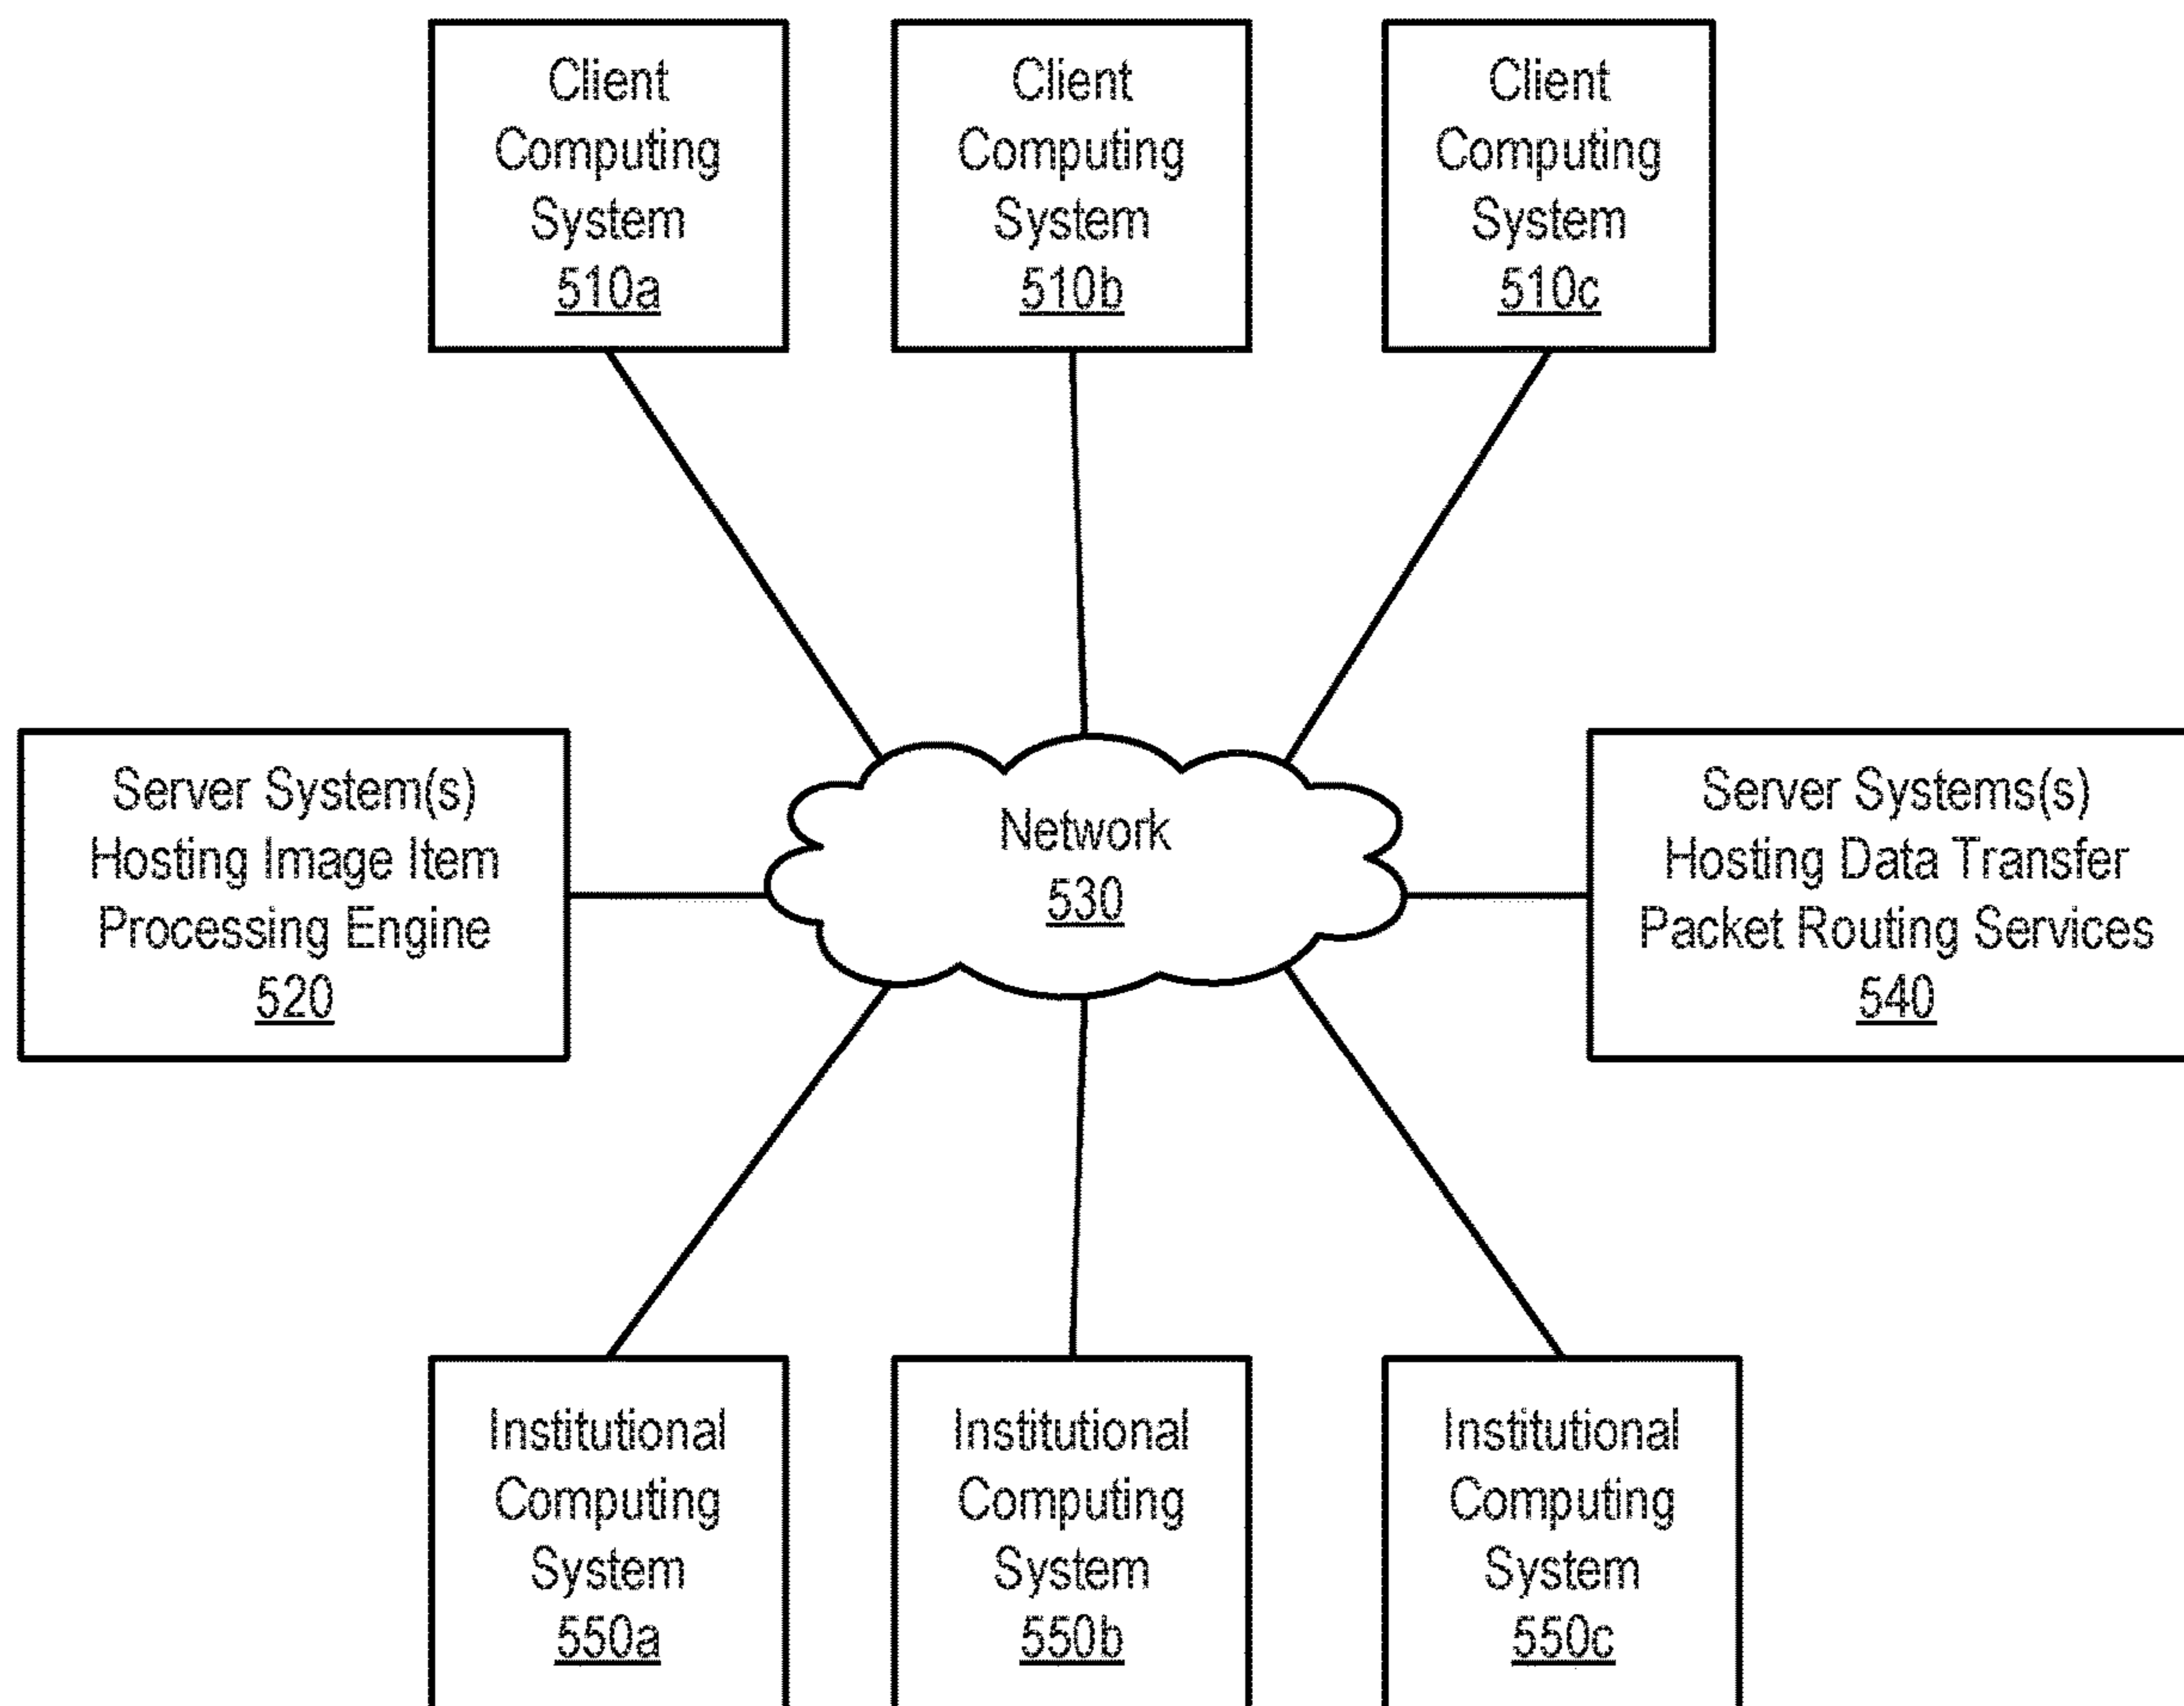 Client
Computing
System
510a
Client
Computing
System
510b
Client
Computing
System
510c
Server System(s)
Hosting Image Item
Processing Engine
520
Network
530
Server Systems(s)
Hosting Data Transfer
Packet Routing Services
540
Institutional
Computing
System
550a
Institutional
Computing
System
550b
Institutional
Computing
System
550c